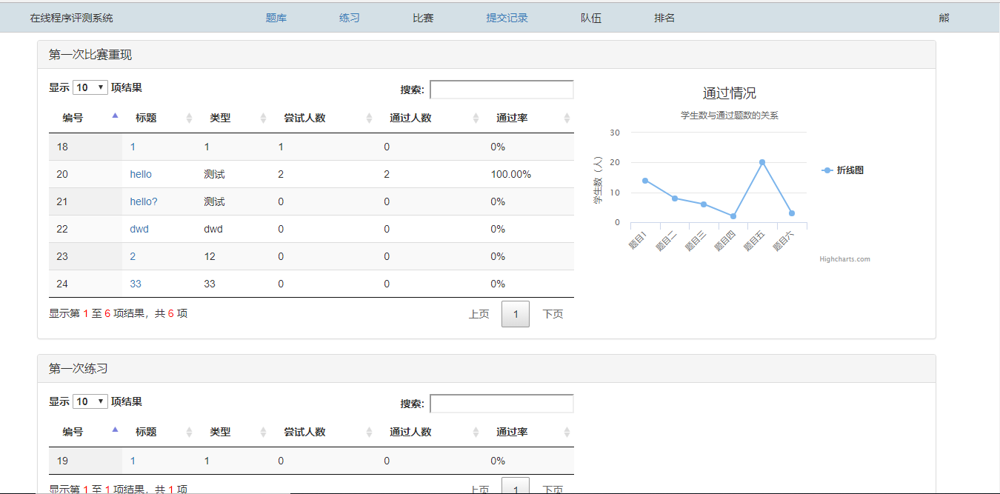 在线程序评测系统 题库 练习 比赛 提交记录 队伍 排名 熊
第一次比赛重现
显示 10 项结果 搜索:
编号 标题 类型 尝试人数 通过人数 通过率
18 1 1 1 0 0%
20 hello 测试 2 2 100.00%
21 hello? 测试 0 0 0%
22 dwd dwd 0 0 0%
23 2 12 0 0 0%
24 33 33 0 0 0%
显示第 1 至 6 项结果，共 6 项 上页 1 下页
通过情况
学生数与通过题数的关系
学生数（人）
30
20
10
0
题目1 题目二 题目三 题目四 题目五 题目六
折线图
Highcharts.com
第一次练习
显示 10 项结果 搜索:
编号 标题 类型 尝试人数 通过人数 通过率
19 1 1 0 0 0%
显示第 1 至 1 项结果，共 1 项 上页 1 下页